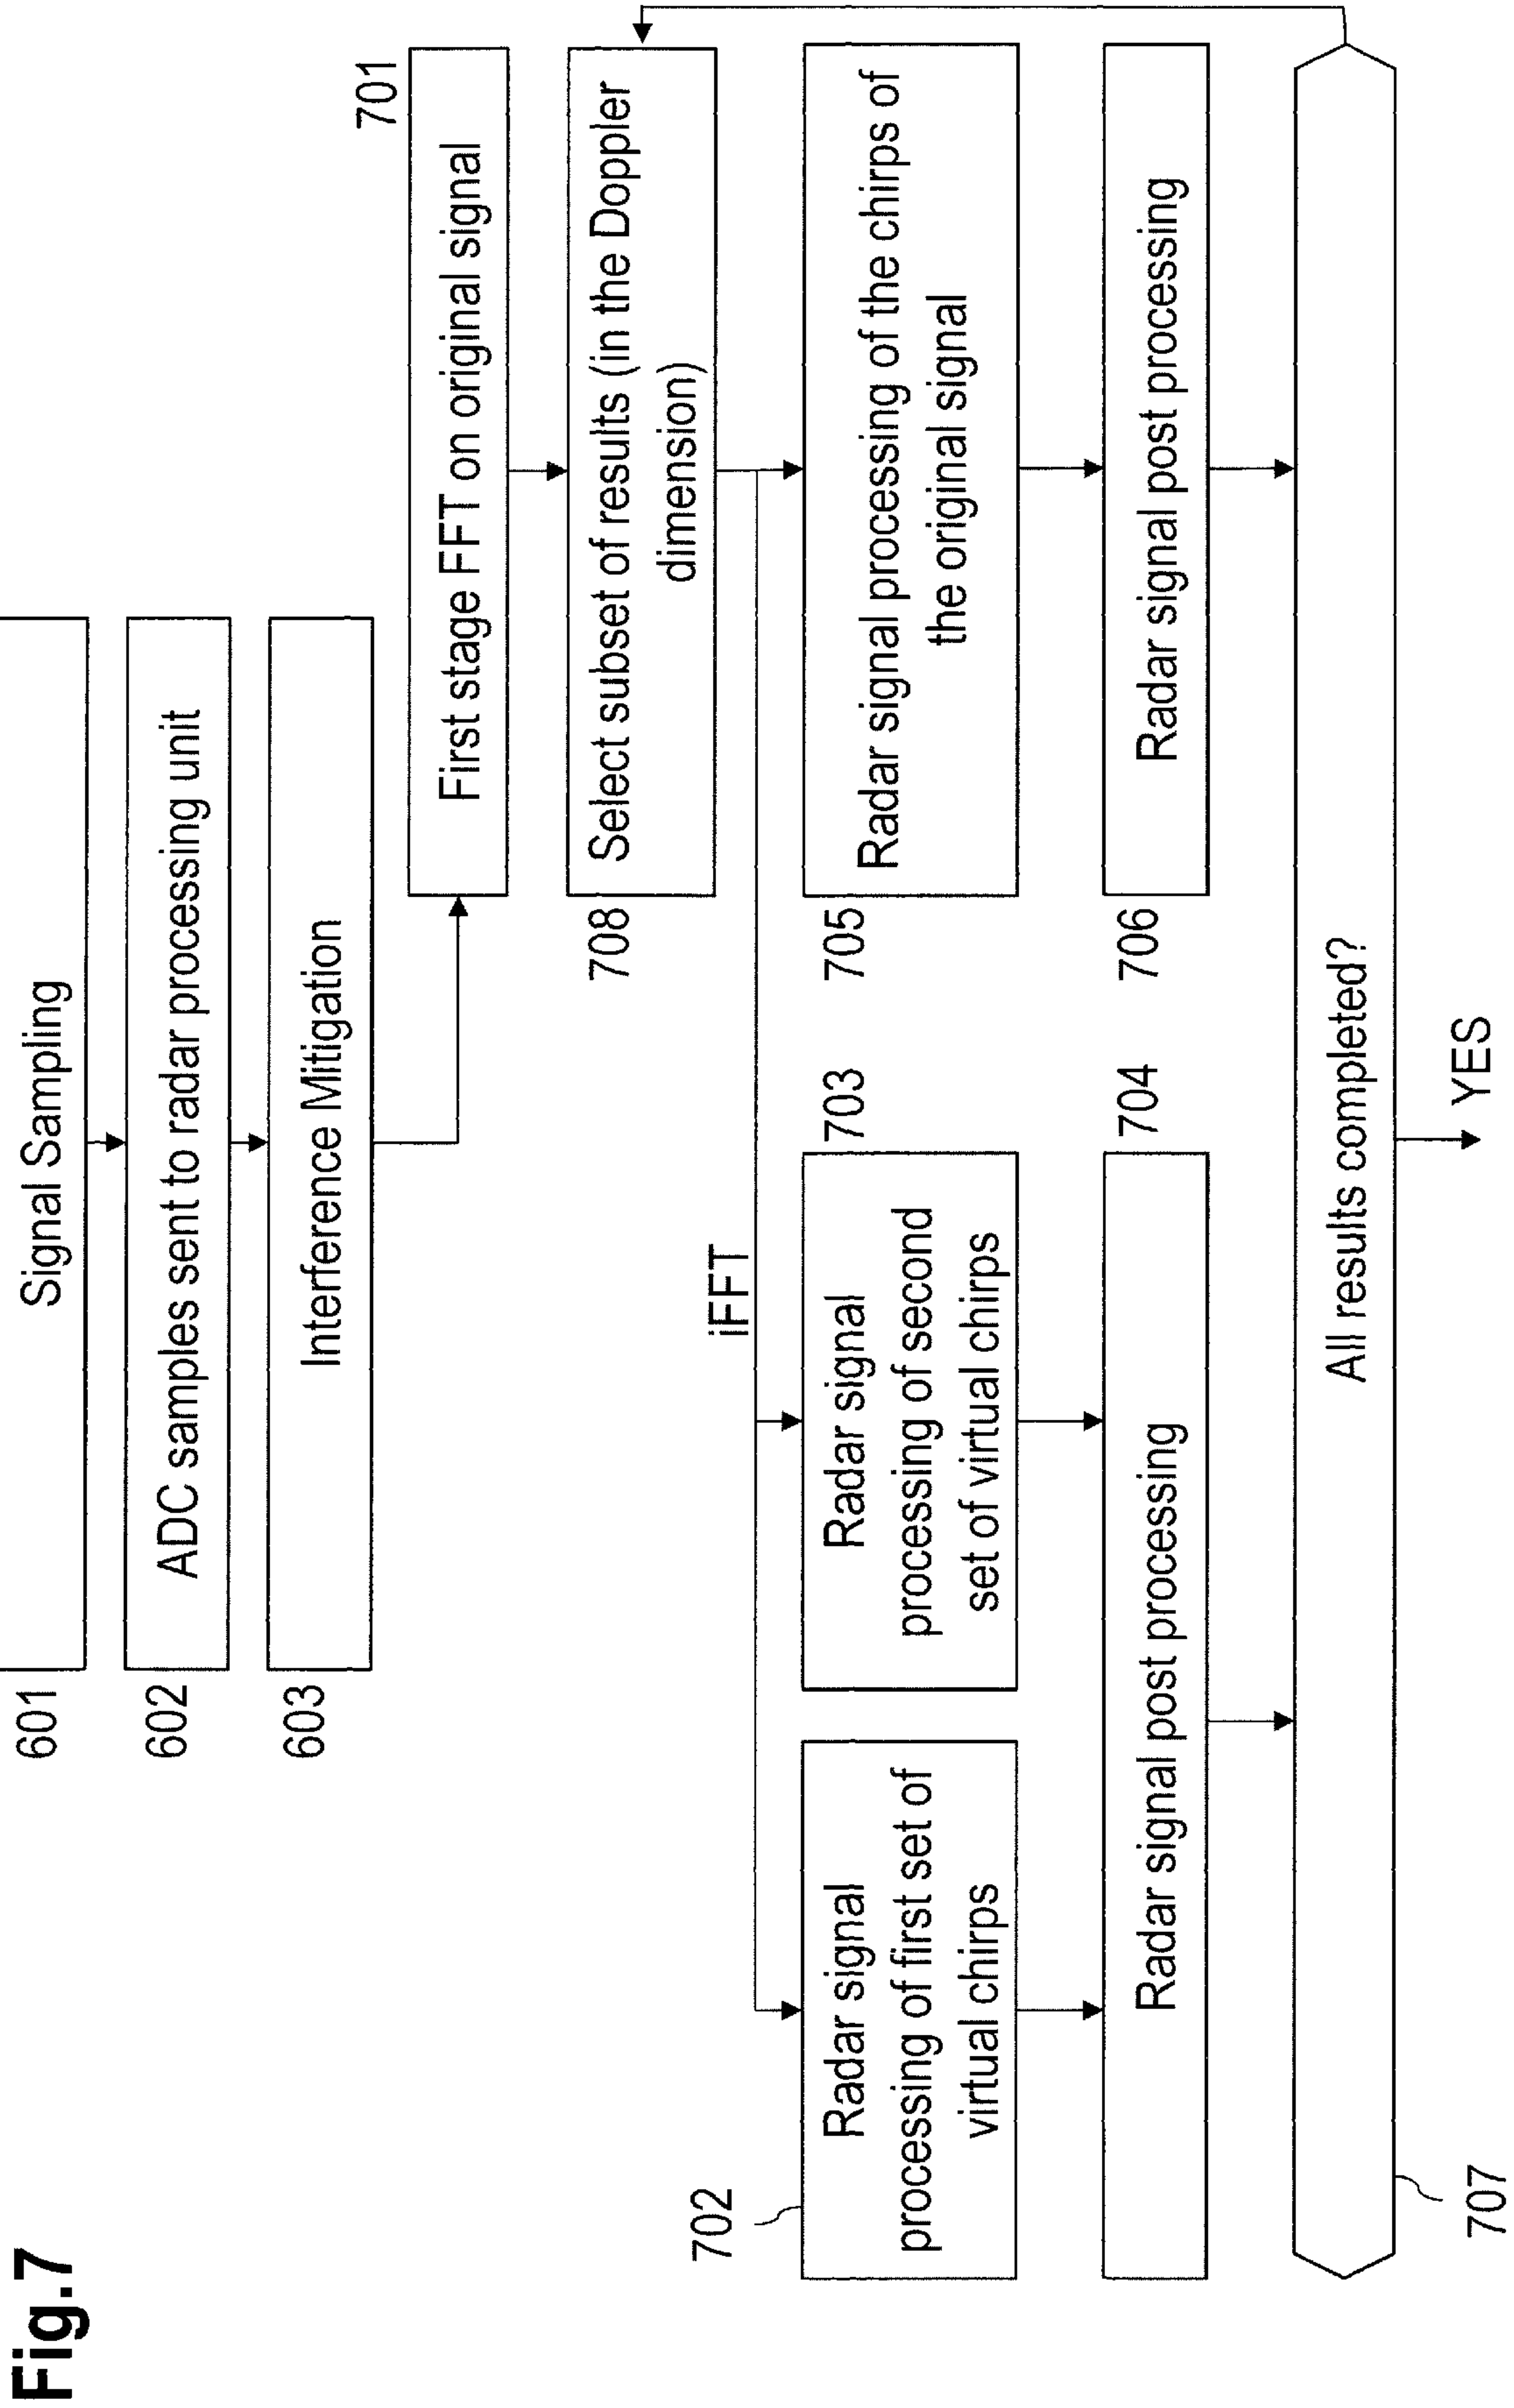 Fig.7
601
Signal Sampling
602
ADC samples sent to radar processing unit
603
Interference Mitigation
701
First stage FFT on original signal
708
Select subset of results (in the Doppler
dimension)
iFFT
702
Radar signal
processing of first set of
virtual chirps
703
Radar signal
processing of second
set of virtual chirps
705
Radar signal processing of the chirps of
the original signal
704
Radar signal post processing
706
Radar signal post processing
707
All results completed?
YES